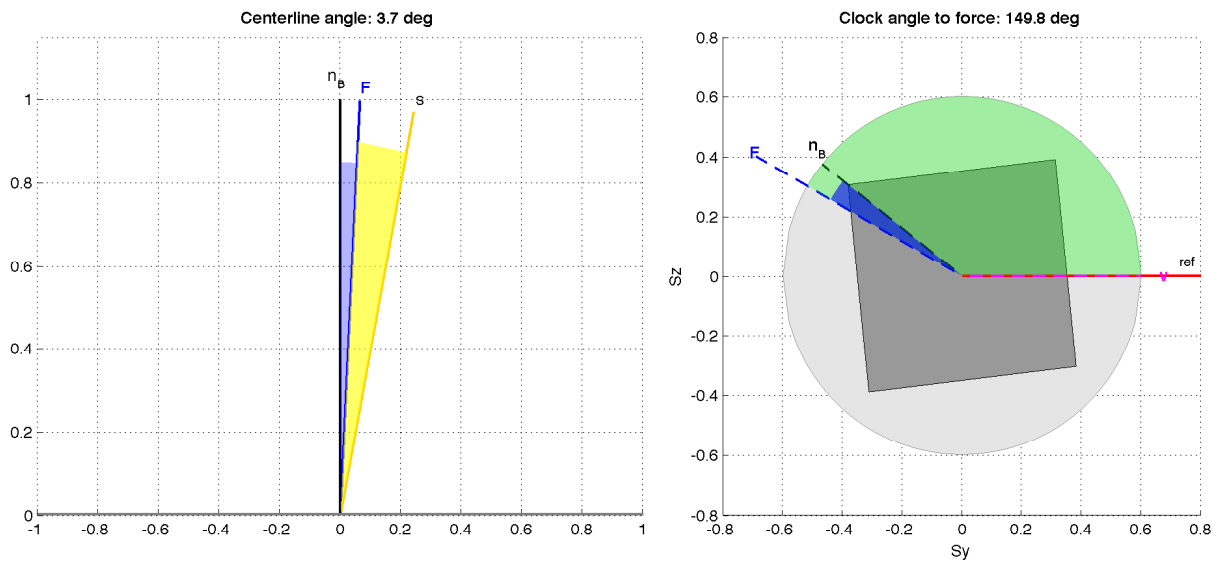 Centerline angle: 3.7 deg
n_B
F
s
1
0.8
0.6
0.4
0.2
0
-1 -0.8 -0.6 -0.4 -0.2 0 0.2 0.4 0.6 0.8 1
Clock angle to force: 149.8 deg
0.8
0.6
0.4
0.2
0
-0.2
-0.4
-0.6
-0.8
Sz
F
n_B
ref
v
-0.8 -0.6 -0.4 -0.2 0 0.2 0.4 0.6 0.8
Sy